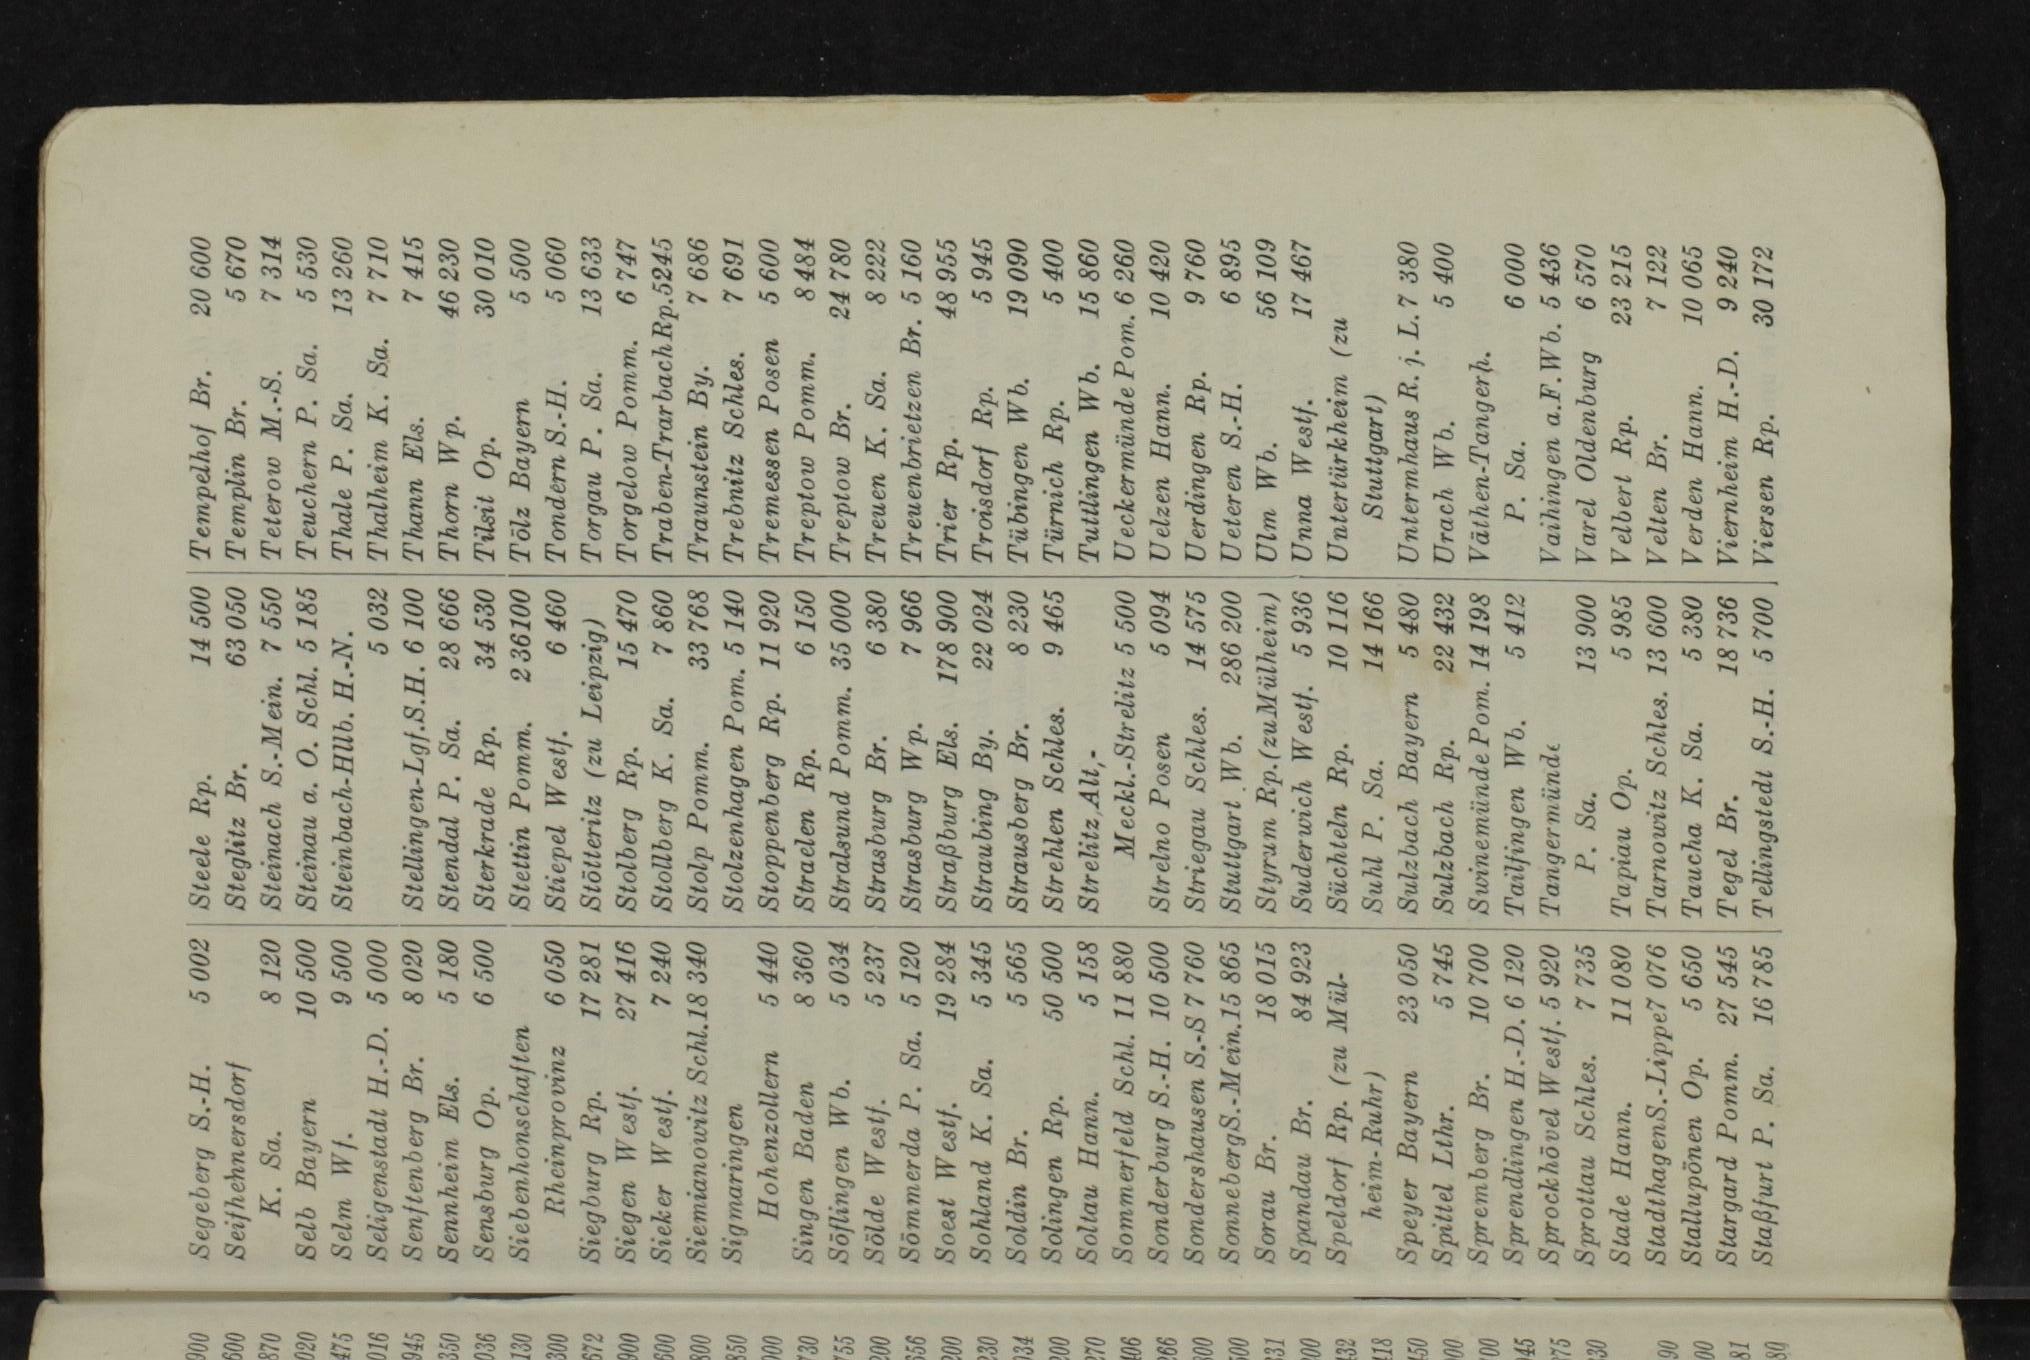 Segeberg S.-H. 5 002
Seifhennersdorf
K. Sa. 8 120
Selb Bayern 10 500
Selm Wf. 9 500
Seligenstadt H.-D. 5 000
Senftenberg Br. 8 020
Sennheim Els. 5 180
Sensburg Op. 6 500
Siebenhonschaften
Rheinprovinz 6 050
Siegburg Rp. 17 281
Siegen Westf. 27 416
Sieker Westf. 7 240
Siemianowitz Schl. 18 340
Sigmaringen
Hohenzollern 5 440
Singen Baden 8 360
Söflingen Wb. 5 034
Sölde Westf. 5 237
Sömmerda P. Sa. 5 120
Soest Westf. 19 284
Sohland K. Sa. 5 345
Soldin Br. 5 565
Solingen Rp. 50 500
Soltau Hann. 5 158
Sommerfeld Schl. 11 880
Sonderburg S.-H. 10 500
Sondershausen S.-S 7 760
Sonneberg S.-Mein. 15 865
Sorau Br. 18 015
Spandau Br. 84 923
Speldorf Rp. (zu Mül-
heim-Ruhr)
Speyer Bayern 23 050
Spittel Lthr. 5 745
Spremberg Br. 10 700
Sprendlingen H.-D. 6 120
Sprockhövel Westf. 5 920
Sprottau Schles. 7 735
Stade Hann. 11 080
Stadthagen S.-Lippe 7 076
Stallupönen Op. 5 650
Stargard Pomm. 27 545
Staßfurt P. Sa. 16 785
Steele Rp. 14 500
Steglitz Br. 63 050
Steinach S.-Mein. 7 550
Steinau a. O. Schl. 5 185
Steinbach-Hllb. H.-N.
5 032
Stellingen-Lgf. S.H. 6 100
Stendal P. Sa. 28 666
Sterkrade Rp. 34 530
Stettin Pomm. 2 36100
Stiepel Westf. 6 460
Stötteritz (zu Leipzig)
Stolberg Rp. 15 470
Stollberg K. Sa. 7 860
Stolp Pomm. 33 768
Stolzenhagen Pom. 5 140
Stoppenberg Rp. 11 920
Straelen Rp. 6 150
Stralsund Pomm. 35 000
Strasburg Br. 6 380
Strasburg Wp. 7 966
Straßburg Els. 178 900
Straubing By. 22 024
Strausberg Br. 8 230
Strehlen Schles. 9 465
Strelitz, Alt,-
Meckl.-Strelitz 5 500
Strelno Posen 5 094
Striegau Schles. 14 575
Stuttgart Wb. 286 200
Styrum Rp. (zu Mülheim)
Suderwich Westf. 5 936
Süchteln Rp. 10 116
Suhl P. Sa. 14 166
Sulzbach Bayern 5 480
Sulzbach Rp. 22 432
Swinemünde Pom. 14 198
Tailfingen Wb. 5 412
Tangermünde
P. Sa. 13 900
Tapiau Op. 5 985
Tarnowitz Schles. 13 600
Taucha K. Sa. 5 380
Tegel Br. 18 736
Tellingstedt S.-H. 5 700
Tempelhof Br. 20 600
Templin Br. 5 670
Teterow M.-S. 7 314
Teuchern P. Sa. 5 530
Thale P. Sa. 13 260
Thalheim K. Sa. 7 710
Thann Els. 7 415
Thorn Wp. 46 230
Tilsit Op. 30 010
Tölz Bayern 5 500
Tondern S.-H. 5 060
Torgau P. Sa. 13 633
Torgelow Pomm. 6 747
Traben-Trarbach Rp. 5245
Traunstein By. 7 686
Trebnitz Schles. 7 691
Tremessen Posen 5 600
Treptow Pomm. 8 484
Treptow Br. 24 780
Treuen K. Sa. 8 222
Treuenbrietzen Br. 5 160
Trier Rp. 48 955
Troisdorf Rp. 5 945
Tübingen Wb. 19 090
Türnich Rp. 5 400
Tuttlingen Wb. 15 860
Ueckermünde Pom. 6 260
Uelzen Hann. 10 420
Uerdingen Rp. 9 760
Ueteren S.-H. 6 895
Ulm Wb. 56 109
Unna Westf. 17 467
Untertürkheim (zu
Stuttgart)
Untermhaus R. j. L. 7 380
Urach Wb. 5 400
Väthen-Tangerh.
P. Sa. 6 000
Vaihingen a.F. Wb. 5 436
Varel Oldenburg 6 570
Velbert Rp. 23 215
Velten Br. 7 122
Verden Hann. 10 065
Viernheim H.-D. 9 240
Viersen Rp. 30 172